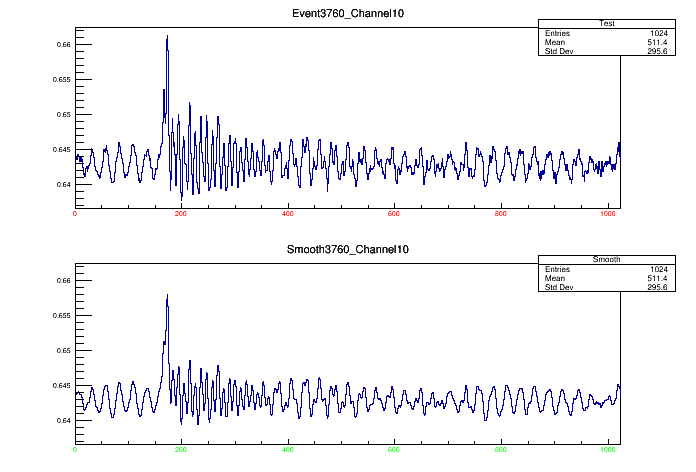 Event3760_Channel10
Test
Entries 1024
Mean 511.4
Std Dev 295.6
0.66
0.655
0.65
0.645
0.64
0 200 400 600 800 1000
Smooth3760_Channel10
Smooth
Entries 1024
Mean 511.4
Std Dev 295.6
0.66
0.655
0.65
0.645
0.64
0 200 400 600 800 1000